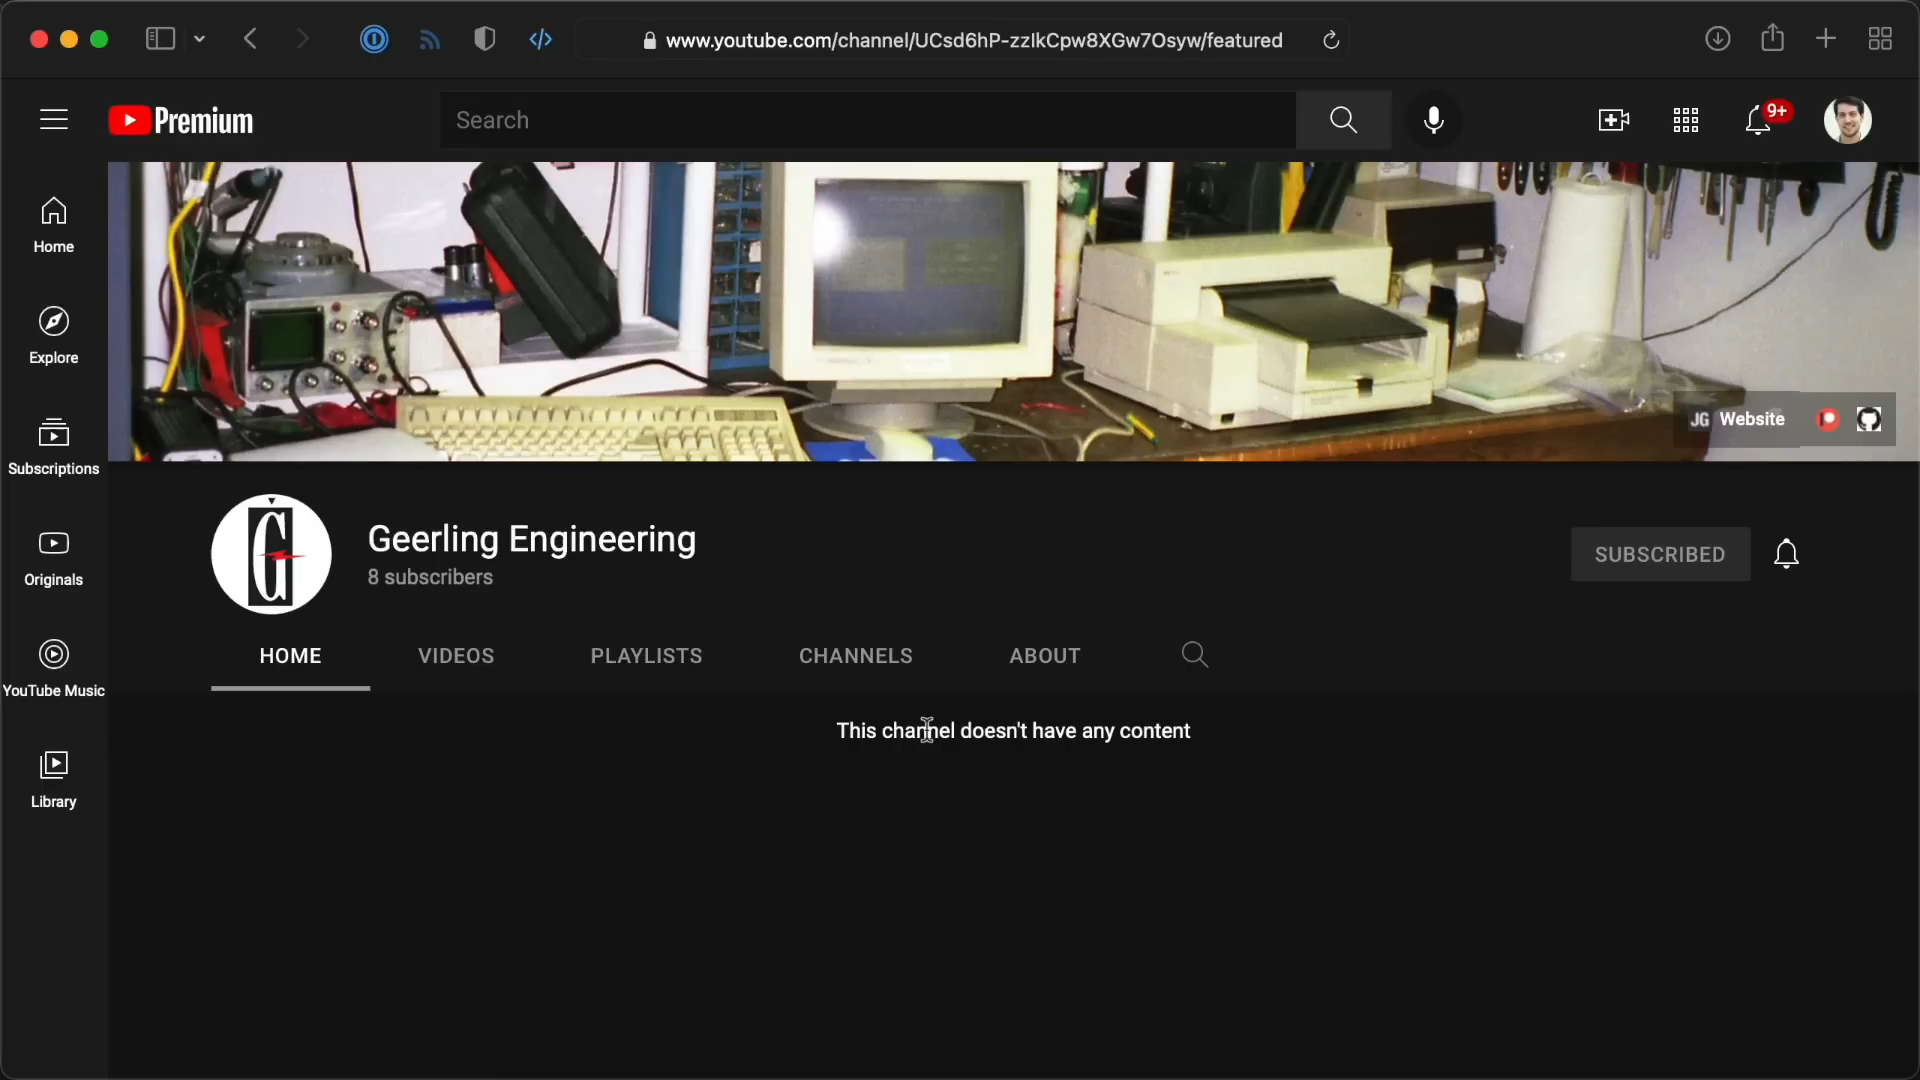 www.youtube.com/channel/UCsd6hP-zzIkCpw8XGw7Osyw/featured
Premium
Search
9+
Home
Explore
Subscriptions
Originals
YouTube Music
Library
JG Website
G
Geerling Engineering
8 subscribers
SUBSCRIBED
HOME VIDEOS PLAYLISTS CHANNELS ABOUT
This channel doesn't have any content